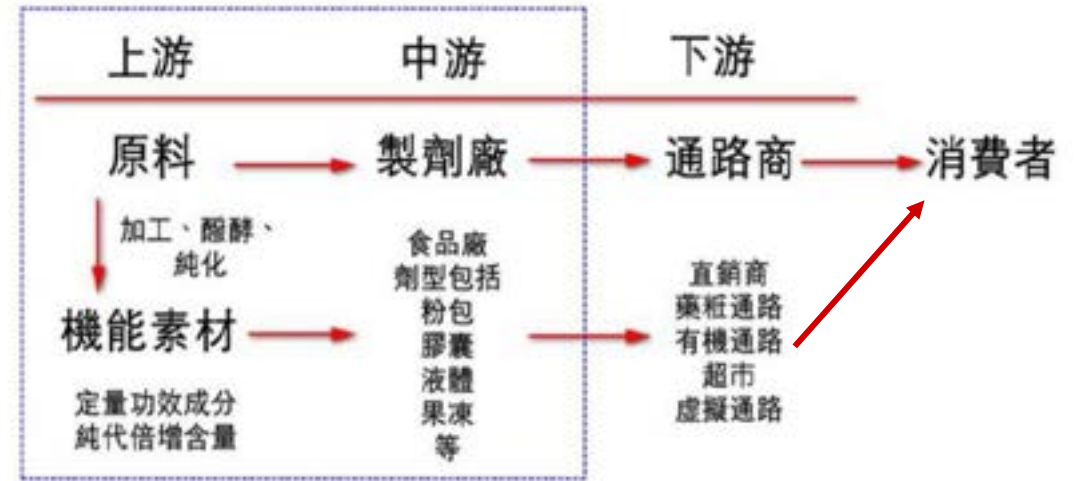 上游
中游
下游
原料
製劑廠
通路商
消費者
加工、醱酵、
純化
機能素材
定量功效成分
純代倍增含量
食品廠
劑型包括
粉包
膠囊
液體
果凍
等
直銷商
藥粧通路
有機通路
超市
虛擬通路